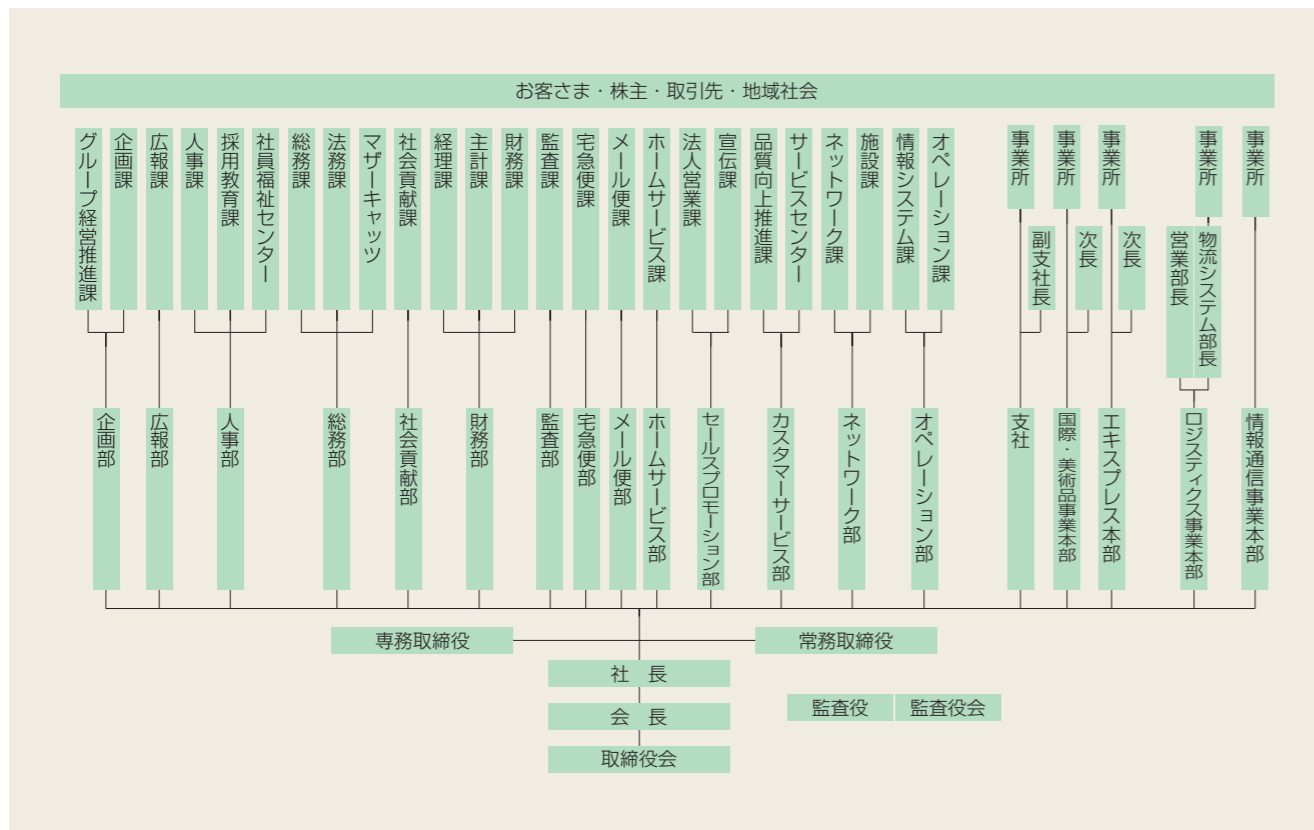 お客さま・株主・取引先・地域社会
グループ経営推進課
企画課
広報課
人事課
採用教育課
社員福祉センター
総務課
法務課
マザーキャッツ
社会貢献課
経理課
主計課
財務課
監査課
宅急便課
メール便課
ホームサービス課
法人営業課
宣伝課
品質向上推進課
サービスセンター
ネットワーク課
施設課
情報システム課
オペレーション課
事業所
事業所
事業所
事業所
事業所
副支社長
次長
次長
営業部長
物流システム部長
企画部
広報部
人事部
総務部
社会貢献部
財務部
監査部
宅急便部
メール便部
ホームサービス部
セールスプロモーション部
カスタマーサービス部
ネットワーク部
オペレーション部
支社
国際・美術品事業本部
エキスプレス本部
ロジスティクス事業本部
情報通信事業本部
専務取締役
常務取締役
社 長
監査役
監査役会
会 長
取締役会